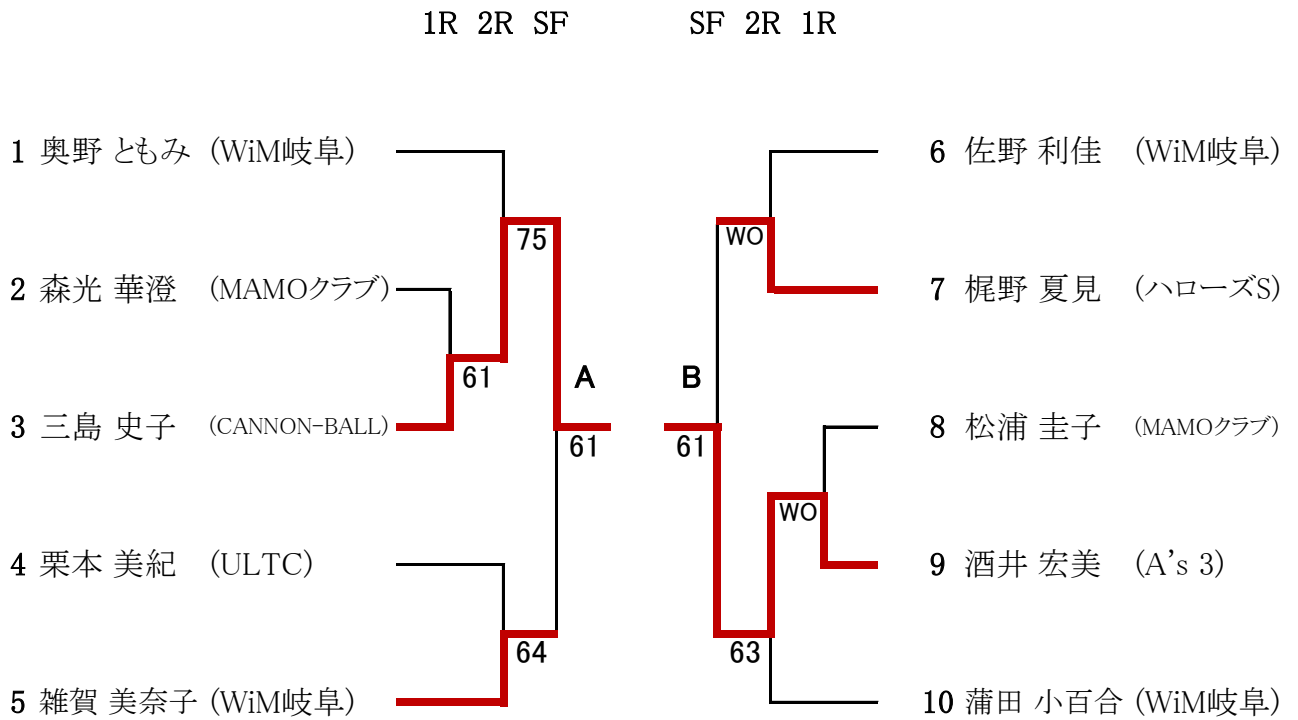 1R 2R SF SF 2R 1R
1 奥野 ともみ (WiM岐阜) 6 佐野 利佳 (WiM岐阜)
75 WO
2 森光 華澄 (MAMOクラブ) 7 梶野 夏見 (ハローズS)
61 A B
3 三島 史子 (CANNON-BALL) 8 松浦 圭子 (MAMOクラブ)
61 61
WO
4 栗本 美紀 (ULTC) 9 酒井 宏美 (A's 3)
64 63
5 雑賀 美奈子 (WiM岐阜) 10 蒲田 小百合 (WiM岐阜)